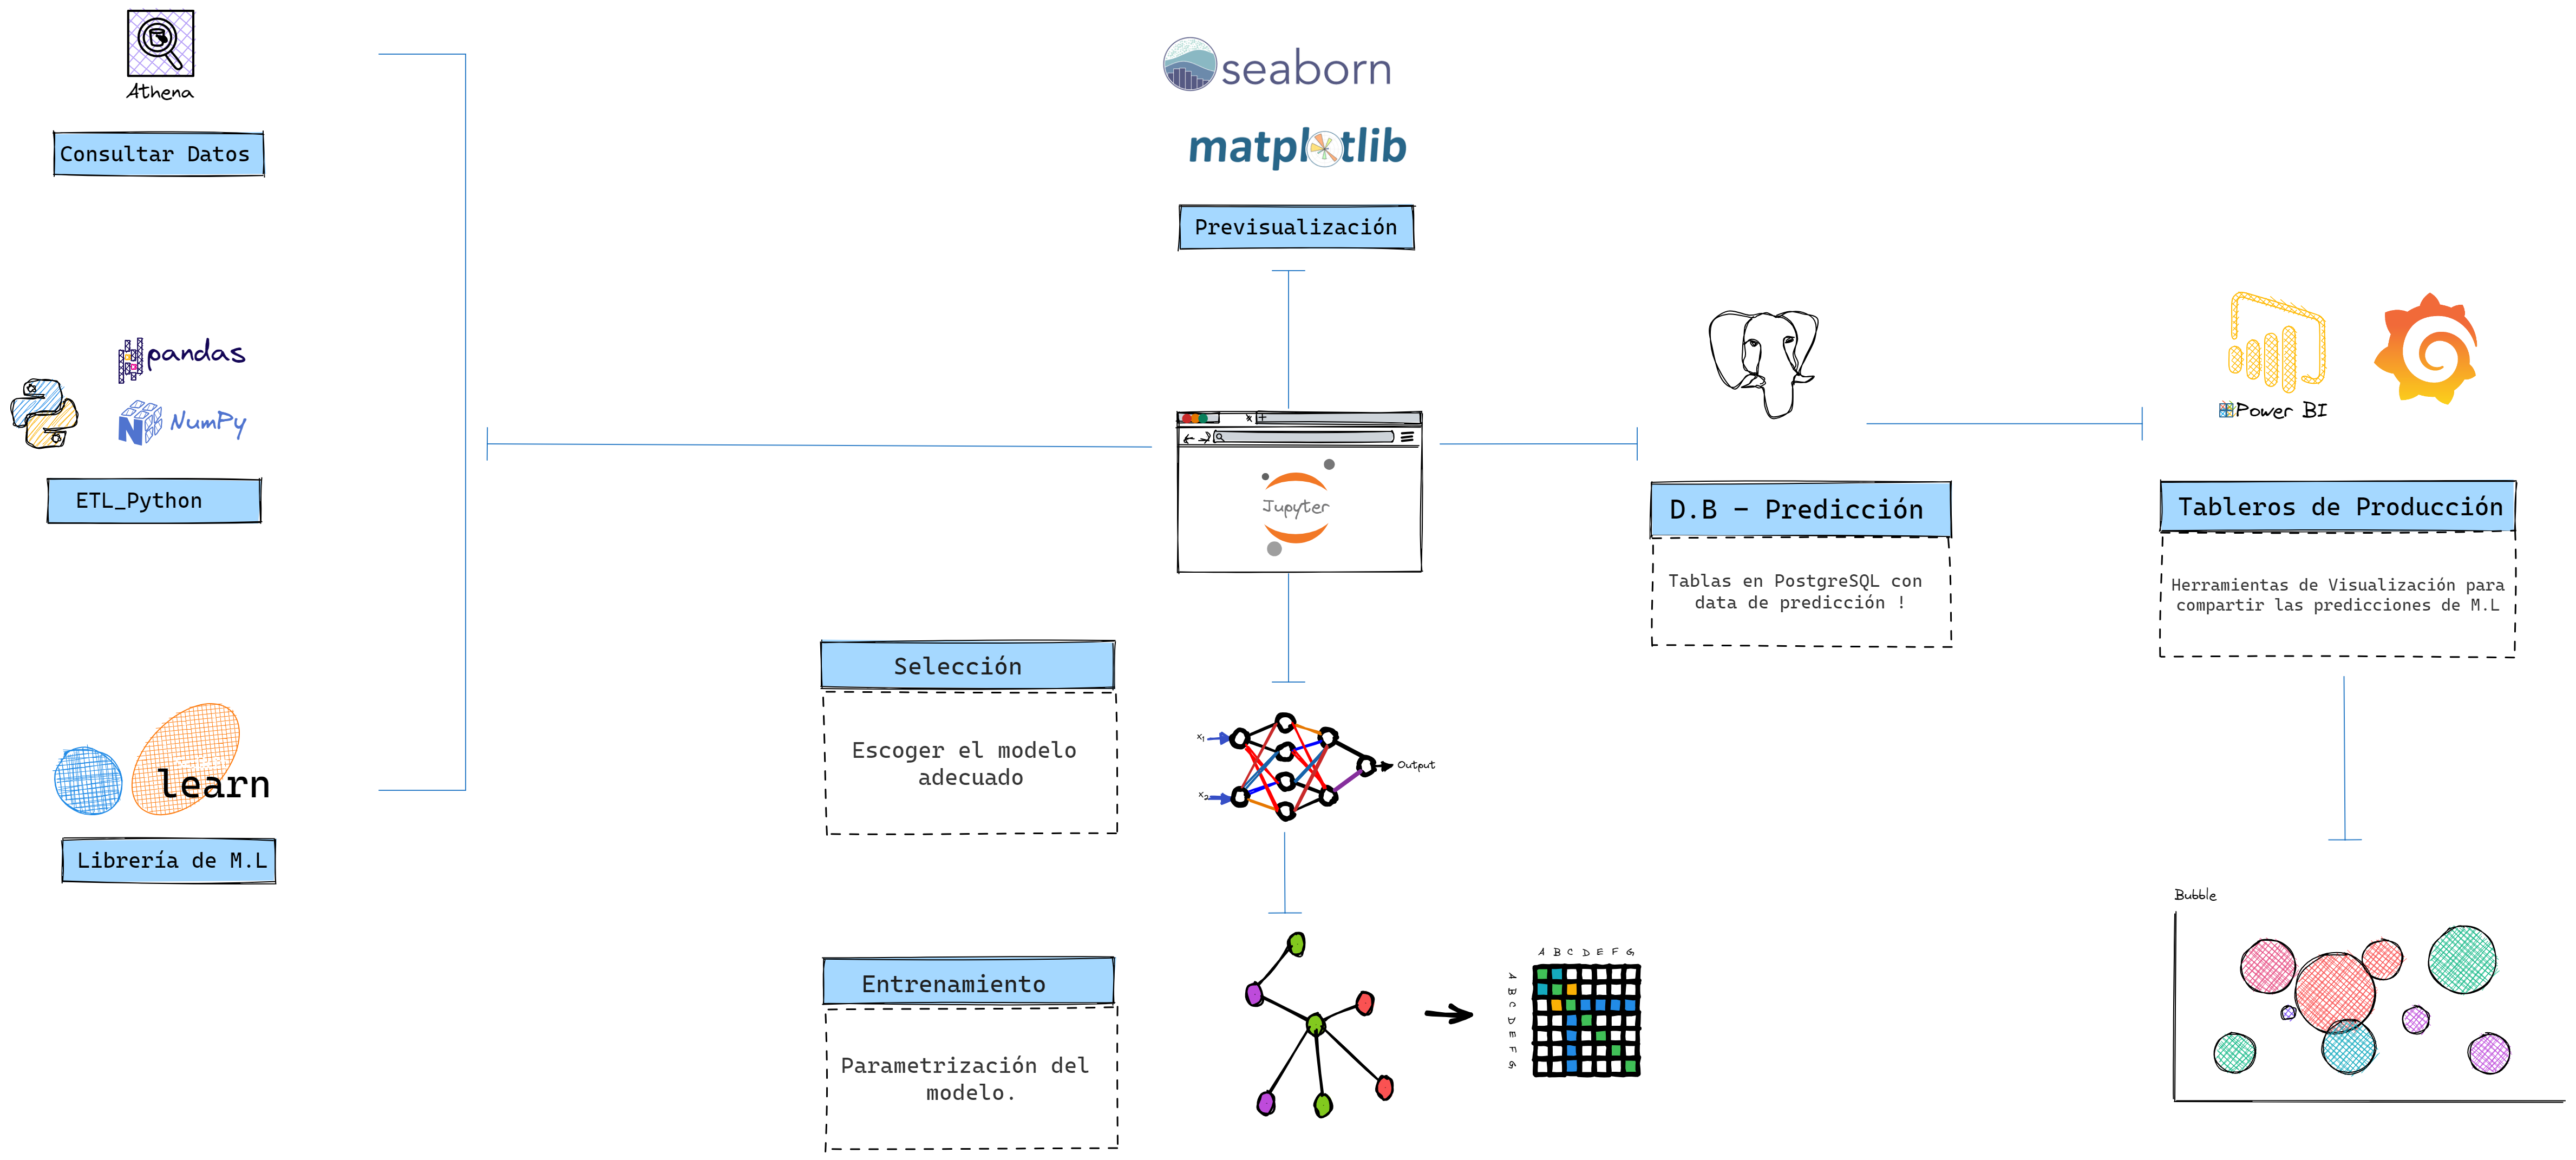 Athena
Consultar Datos
pandas
NumPy
ETL_Python
learn
Librería de M.L
seaborn
matplotlib
Previsualización
Jupyter
Selección
Escoger el modelo
adecuado
x1
x2
Output
Entrenamiento
Parametrización del
modelo.
A B C D E F G
A
B
C
D
E
F
G
D.B - Predicción
Tablas en PostgreSQL con
data de predicción !
Power BI
Tableros de Producción
Herramientas de Visualización para
compartir las predicciones de M.L
Bubble